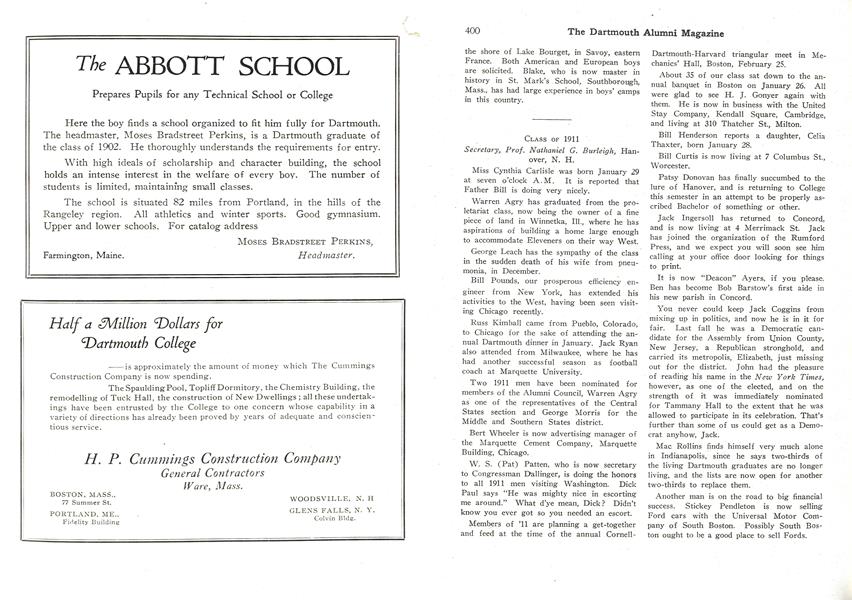 The ABBOTT SCHOOL
Prepares Pupils for any Technical School or College
Here the boy finds a school organized to fit him fully for Dartmouth.
The headmaster, Moses Bradstreet Perkins, is a Dartmouth graduate of
the class of 1902. He thoroughly understands the requirements for entry.
With high ideals of scholarship and character building, the school
holds an intense interest in the welfare of every boy. The number of
students is limited, maintaining small classes.
The school is situated 82 miles from Portland, in the hills of the
Rangeley region. All athletics and winter sports. Good gymnasium.
Upper and lower schools. For catalog address
MOSES BRADSTREET PERKINS,
Farmington, Maine. Headmaster.
Half a Million Dollars for
Dartmouth College
——is approximately the amount of money which The Cummings
Construction Company is now spending.
The Spaulding Pool, Topliff Dormitory, the Chemistry Building, the
remodelling of Tuck Hall, the construction of New Dwellings; all these undertak-
ings have been entrusted by the College to one concern whose capability in a
variety of directions has already been proved by years of adequate and conscien-
tious service.
H. P. Cummings Construction Company
General Contractors
Ware, Mass.
BOSTON, MASS.,
77 Summer St.
PORTLAND, ME.,
Fidelity Building
WOODSVILLE, N. H
GLENS FALLS, N. Y.
Colvin Bldg.
400 The Dartmouth Alumni Magazine
the shore of Lake Bourget, in Savoy, eastern
France. Both American and European boys
are solicited. Blake, who is now master in
history in St. Mark's School, Southborough,
Mass., has had large experience in boys' camps
in this country.
CLASS OF 1911
Secretary, Prof. Nathaniel G. Burleigh, Han-
over, N. H.
Miss Cynthia Carlisle was born January 29
at seven o'clock A.M. It is reported that
Father Bill is doing very nicely.
Warren Agry has graduated from the pro-
letariat class, now being the owner of a fine
piece of land in Winnetka, Ill., where he has
aspirations of building a home large enough
to accommodate Eleveners on their way West.
George Leach has the sympathy of the class
in the sudden death of his wife from pneu-
monia, in December.
Bill Pounds, our prosperous efficiency en-
gineer from New York, has extended his
activities to the West, having been seen visit-
ing Chicago recently.
Russ Kimball came from Pueblo, Colorado,
to Chicago for the sake of attending the an-
nual Dartmouth dinner in January. Jack Ryan
also attended from Milwaukee, where he has
had another successful season as football
coach at Marquette University.
Two 1911 men have been nominated for
members of the Alumni Council, Warren Agry
as one of the representatives of the Central
States section and George Morris for the
Middle and Southern States district.
Bert Wheeler is now advertising manager of
the Marquette Cement Company, Marquette
Building, Chicago.
W. S. (Pat) Patten, who is now secretary
to Congressman Dallinger, is doing the honors
to all 1911 men visiting Washington. Dick
Paul says "He was mighty nice in escorting
me around." What d'ye mean, Dick? Didn't
know you ever got so you needed an escort.
Members of '11 are planning a get-together
and feed at the time of the annual Cornell-
Dartmouth-Harvard triangular meet in Me-
chanics' Hall, Boston, February 25.
About 35 of our class sat down to the an-
nual banquet in Boston on January 26. All
were glad to see H. J. Gonyer again with
them. He is now in business with the United
Stay Company, Kendall Square, Cambridge,
and living at 310 Thatcher St., Milton.
Bill Henderson reports a daughter, Celia
Thaxter, born January 28.
Bill Curtis is now living at 7 Columbus St.,
Worcester.
Patsy Donovan has finally succumbed to the
lure of Hanover, and is returning to College
this semester in an attempt to be properly as-
cribed Bachelor of something or other.
Jack Ingersoll has returned to Concord,
and is now living at 4 Merrimack St. Jack
has joined the organization of the Rumford
Press, and we expect you will soon see him
calling at your office door looking for things
to print.
It is now "Deacon" Ayers, if you please.
Ben has become Bob Barstow's first aide in
his new parish in Concord.
You never could keep Jack Coggins from
mixing up in politics, and now he is in it for
fair. Last fall he was a Democratic can-
didate for the Assembly from Union County,
New Jersey, a Republican stronghold, and
carried its metropolis, Elizabeth, just missing
out for the district. John had the pleasure
of reading his name in the New York Times,
however, as one of the elected, and on the
strength of it was immediately nominated
for Tammany Hall to the extent that he was
allowed to participate in its celebration. That's
further than some of us could get as a Demo-
crat anyhow, Jack.
Mac Rollins finds himself very much alone
in Indianapolis, since he says two-thirds of
the living Dartmouth graduates are no longer
living, and the lists are now open for another
two-thirds to replace them.
Another man is on the road to big financial
success. Stickey Pendleton is now selling
Ford cars with the Universal Motor Com-
pany of South Boston. Possibly South Bos-
ton ought to be a good place to sell Fords.